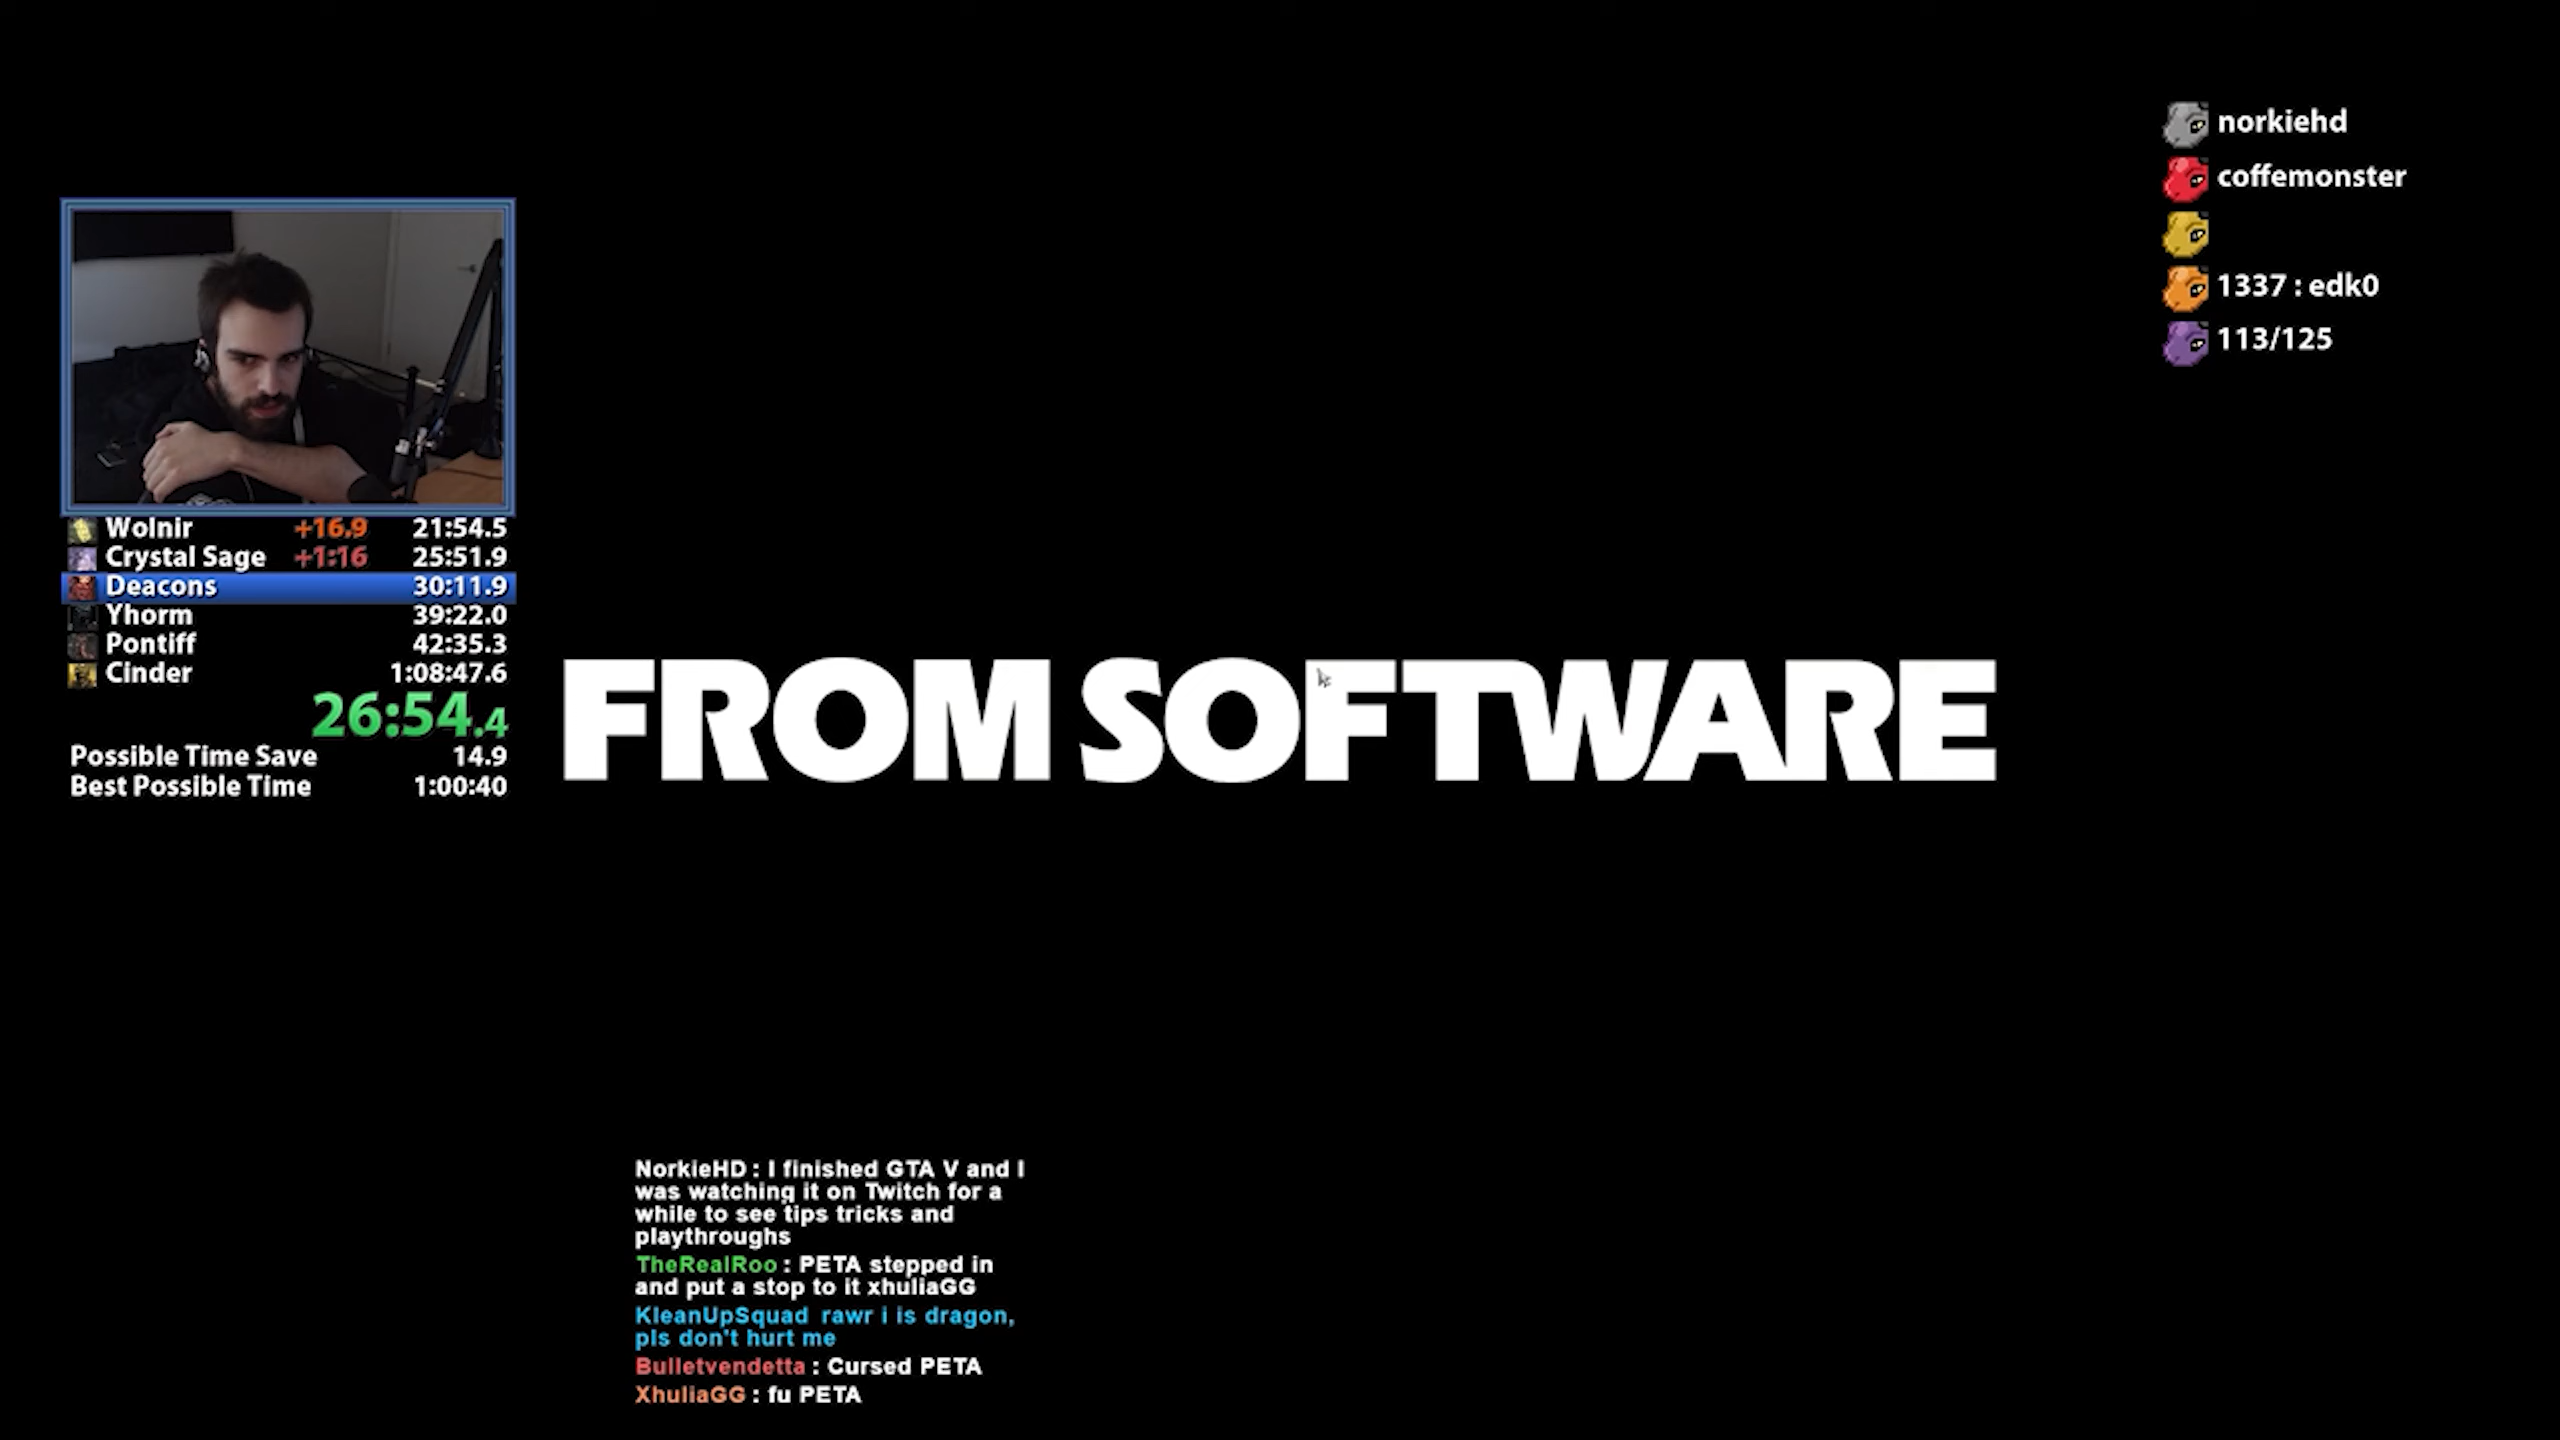 norkiehd
coffemonster
1337 : edk0
113/125
Wolnir +16.9 21:54.5
Crystal Sage +1:16 25:51.9
Deacons 30:11.9
Yhorm 39:22.0
Pontiff 42:35.3
Cinder 1:08:47.6
26:54.4
Possible Time Save 14.9
Best Possible Time 1:00:40
FROM SOFTWARE
NorkieHD : I finished GTA V and I
was watching it on Twitch for a
while to see tips tricks and
playthroughs
TheRealRoo : PETA stepped in
and put a stop to it xhuliaGG
KleanUpSquad rawr i is dragon,
pls don't hurt me
Bulletvendetta : Cursed PETA
XhuliaGG : fu PETA